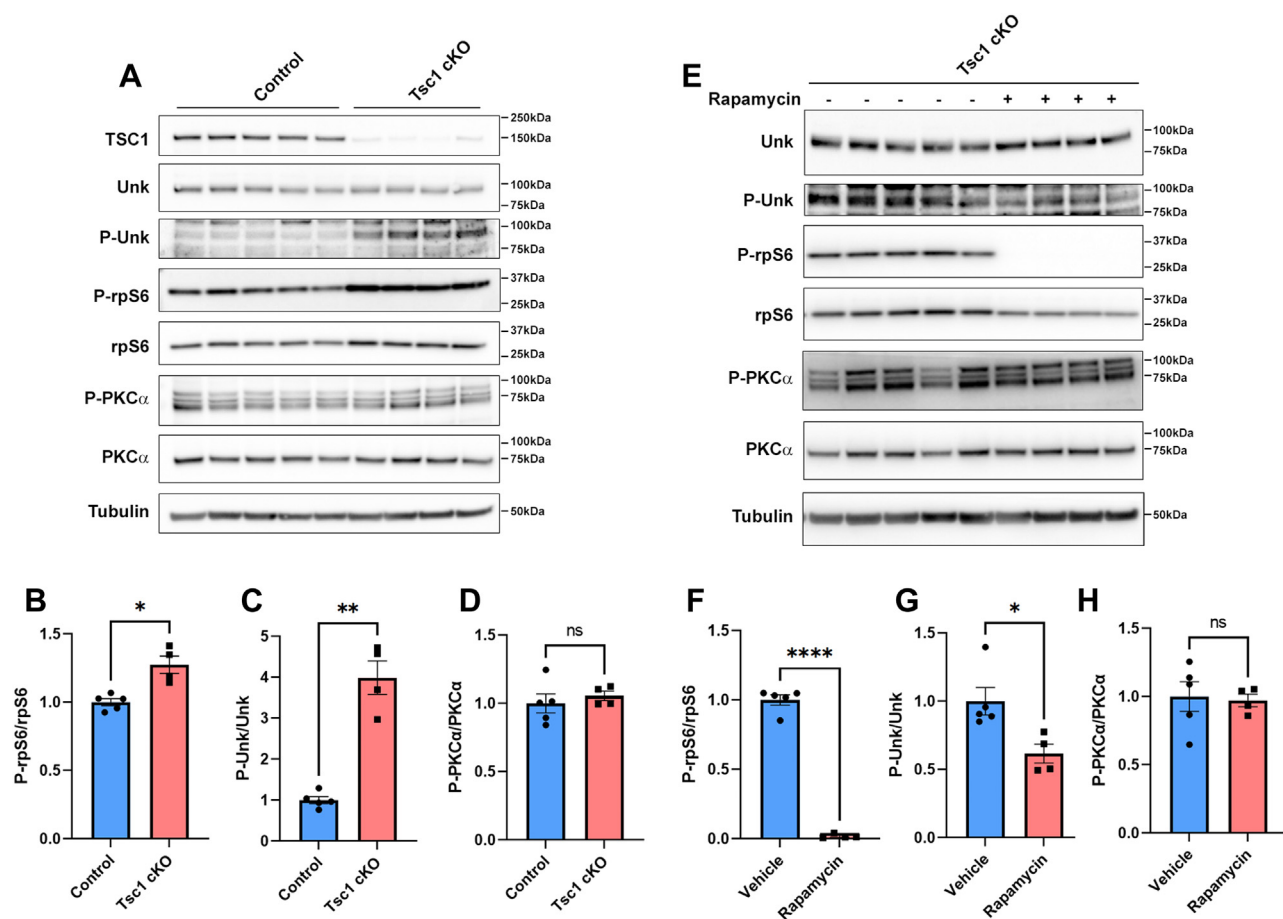 A
Control
Tsc1 cKO
TSC1
250kDa
150kDa
Unk
100kDa
75kDa
P-Unk
100kDa
75kDa
P-rpS6
37kDa
25kDa
rpS6
37kDa
25kDa
P-PKCα
100kDa
75kDa
PKCα
100kDa
75kDa
Tubulin
50kDa
E
Tsc1 cKO
Rapamycin - - - - - + + + +
Unk
100kDa
75kDa
P-Unk
100kDa
75kDa
P-rpS6
37kDa
25kDa
rpS6
37kDa
25kDa
P-PKCα
100kDa
75kDa
PKCα
100kDa
75kDa
Tubulin
50kDa
B
P-rpS6/rpS6
1.5
1.0
0.5
0.0
*
Control
Tsc1 cKO
C
P-Unk/Unk
5
4
3
2
1
0
**
Control
Tsc1 cKO
D
P-PKCα/PKCα
1.5
1.0
0.5
0.0
ns
Control
Tsc1 cKO
F
P-rpS6/rpS6
1.5
1.0
0.5
0.0
****
Vehicle
Rapamycin
G
P-Unk/Unk
1.5
1.0
0.5
0.0
*
Vehicle
Rapamycin
H
P-PKCα/PKCα
1.5
1.0
0.5
0.0
ns
Vehicle
Rapamycin